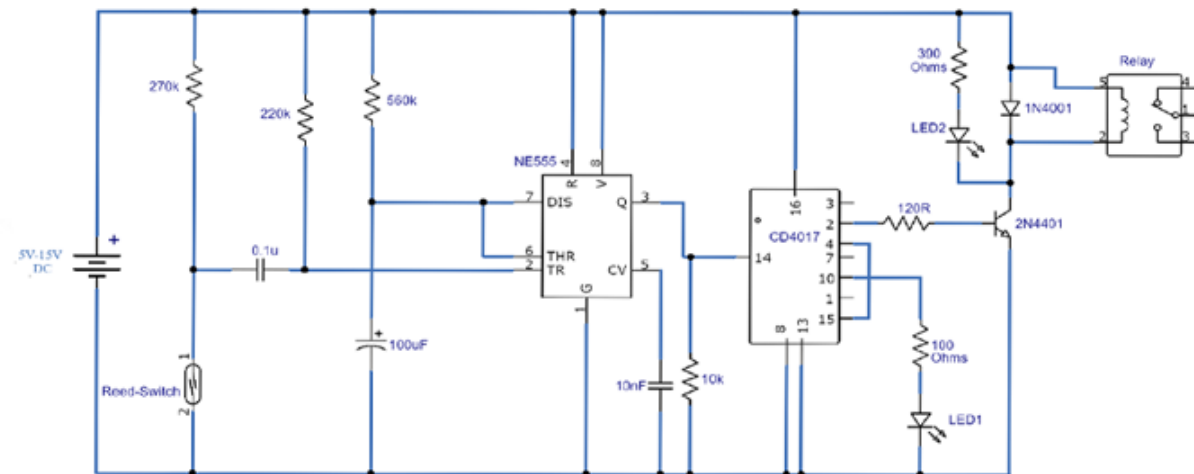 270k
220k
560k
0.1u
5V-15V
DC
+
Reed-Switch
1
2
+
100uF
NE555
4
8
R
V
7
DIS
Q
3
6
THR
2
TR
CV
5
G
1
10nF
10k
16
CD4017
14
3
2
4
7
10
1
15
8
13
120R
2N4401
100
Ohms
LED1
390
Ohms
LED2
1N4001
Relay
5
2
4
1
3